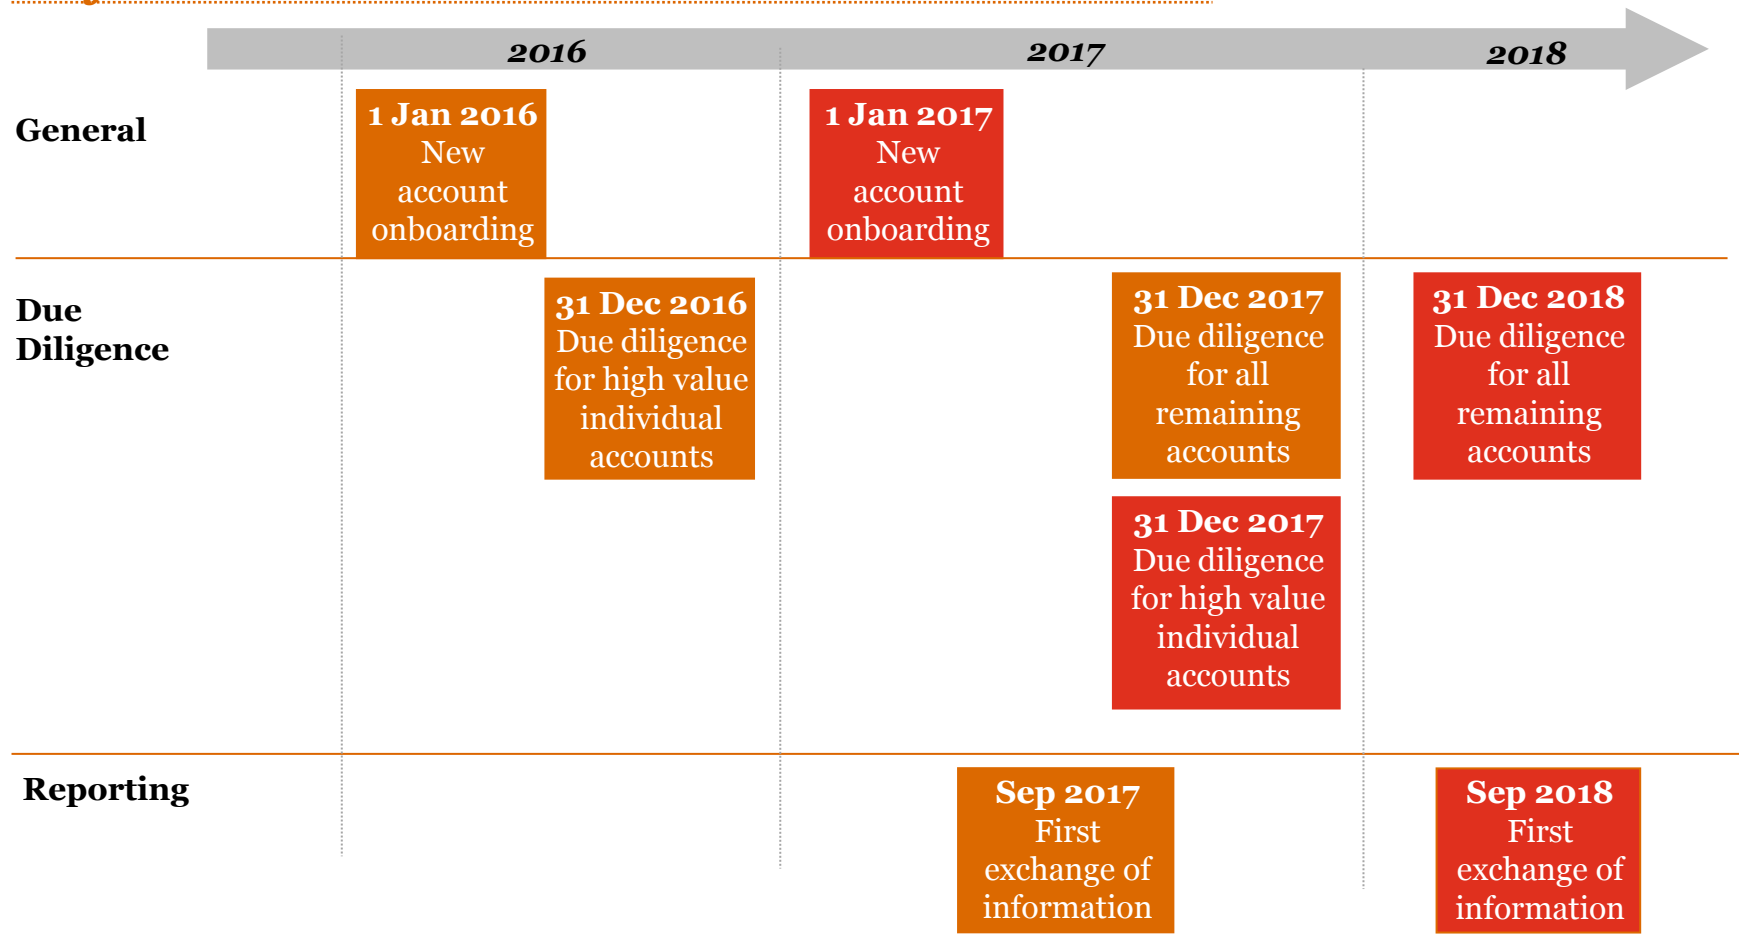 2016
2017
2018
General
1 Jan 2016
New
account
onboarding
1 Jan 2017
New
account
onboarding
Due
Diligence
31 Dec 2016
Due diligence
for high value
individual
accounts
31 Dec 2017
Due diligence
for all
remaining
accounts
31 Dec 2018
Due diligence
for all
remaining
accounts
31 Dec 2017
Due diligence
for high value
individual
accounts
Reporting
Sep 2017
First
exchange of
information
Sep 2018
First
exchange of
information